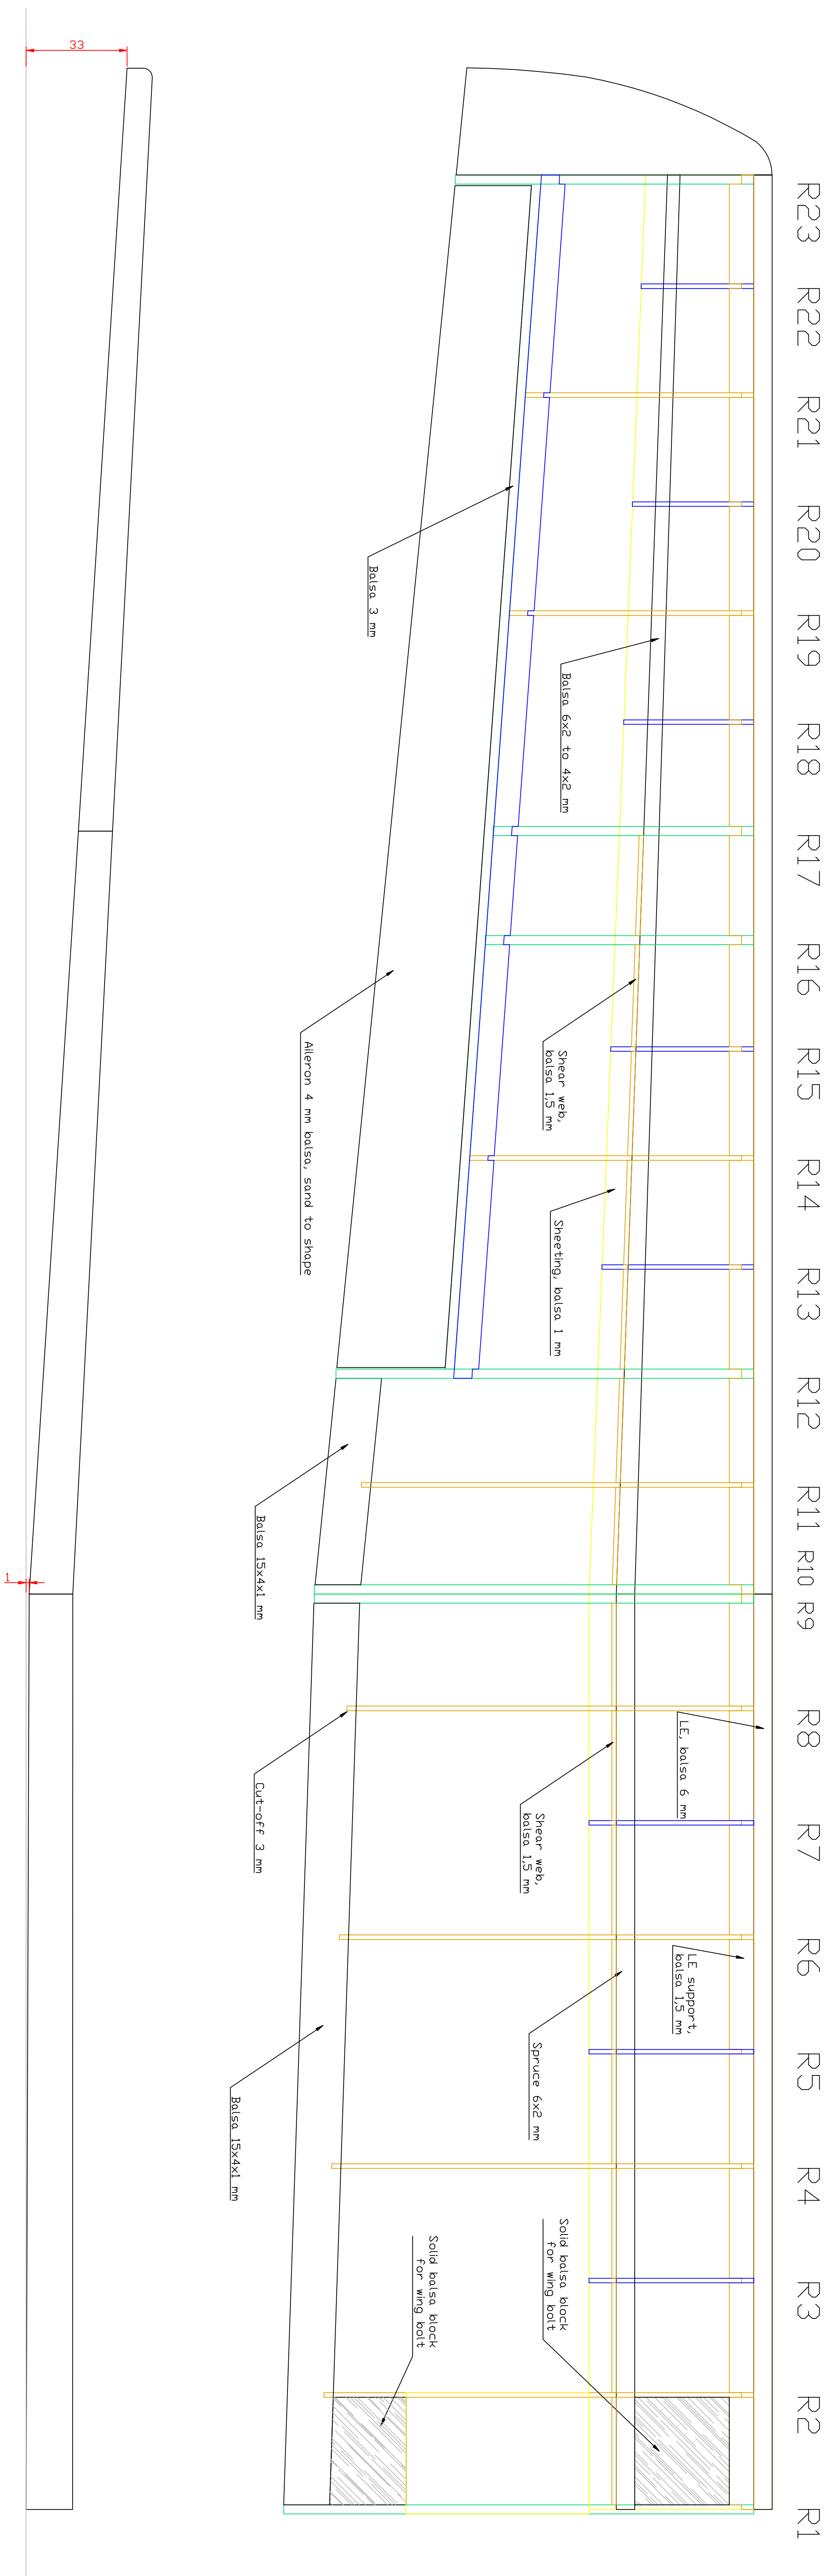 33
R23
R22
R21
R20
R19
R18
R17
R16
R15
R14
R13
R12
R11
R10
R9
R8
R7
R6
R5
R4
R3
R2
R1
Balsa 3 mm
Balsa 6x2 to 4x2 mm
Aileron 4 mm balsa, sand to shape
Shear web,
balsa 1,5 mm
Sheeting, balsa 1 mm
Balsa 15x4x1 mm
1
LE, balsa 6 mm
Cut-off 3 mm
Shear web,
balsa 1,5 mm
LE support,
balsa 1,5 mm
Spruce 6x2 mm
Balsa 15x4x1 mm
Solid balsa block
for wing bolt
Solid balsa block
for wing bolt